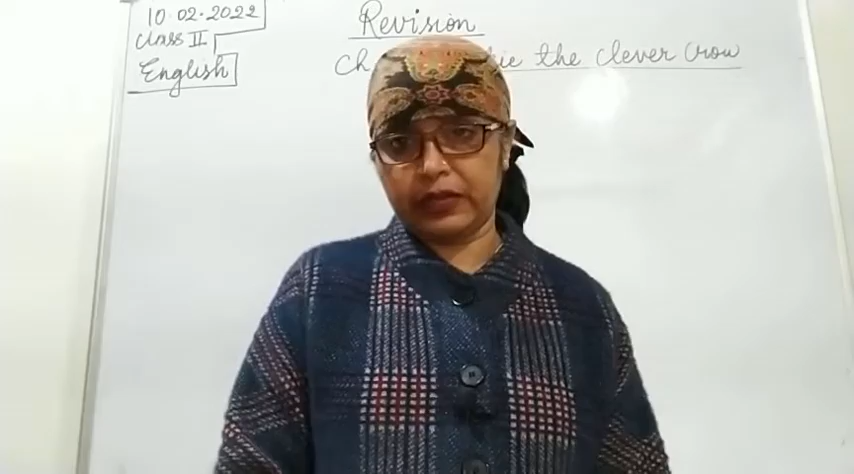 10.02.2022
Class II
English
Revision
the clever crow